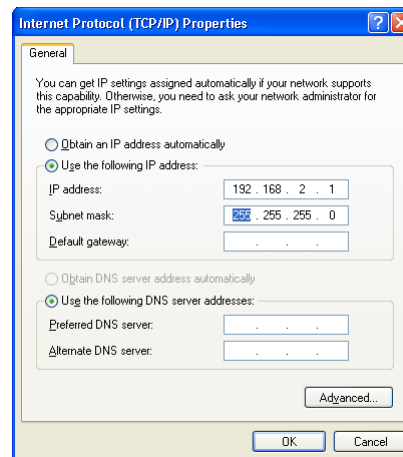 Internet Protocol (TCP/IP) Properties
General
You can get IP settings assigned automatically if your network supports
this capability. Otherwise, you need to ask your network administrator for
the appropriate IP settings.
Obtain an IP address automatically
Use the following IP address:
IP address: 192 . 168 . 2 . 1
Subnet mask: 255 . 255 . 255 . 0
Default gateway: . . .
Obtain DNS server address automatically
Use the following DNS server addresses:
Preferred DNS server: . . .
Alternate DNS server: . . .
Advanced...
OK Cancel